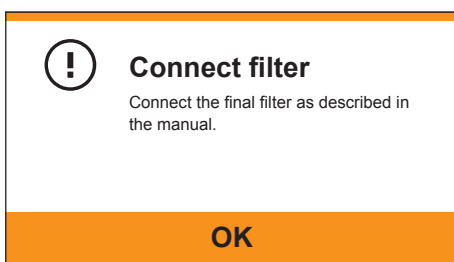 Connect filter
Connect the final filter as described in
the manual.
OK